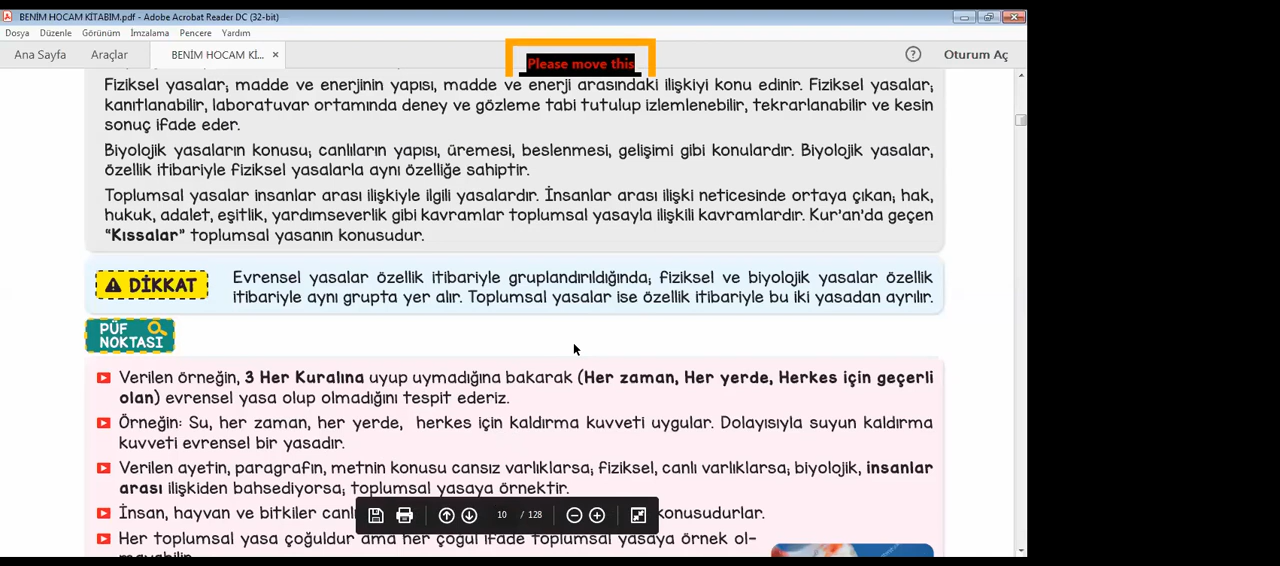 BENİM HOCAM KİTABIM.pdf - Adobe Acrobat Reader DC (32-bit)
Dosya Düzenle Görünüm İmzalama Pencere Yardım
Ana Sayfa Araçlar BENİM HOCAM Kİ... × Please move this ? Oturum Aç
Fiziksel yasalar; madde ve enerjinin yapısı, madde ve enerji arasındaki ilişkiyi konu edinir. Fiziksel yasalar;
kanıtlanabilir, laboratuvar ortamında deney ve gözleme tabi tutulup izlemlenebilir, tekrarlanabilir ve kesin
sonuç ifade eder.
Biyolojik yasaların konusu; canlıların yapısı, üremesi, beslenmesi, gelişimi gibi konulardır. Biyolojik yasalar,
özellik itibariyle fiziksel yasalarla aynı özelliğe sahiptir.
Toplumsal yasalar insanlar arası ilişkiyle ilgili yasalardır. İnsanlar arası ilişki neticesinde ortaya çıkan; hak,
hukuk, adalet, eşitlik, yardımseverlik gibi kavramlar toplumsal yasayla ilişkili kavramlardır. Kur'an'da geçen
"Kıssalar" toplumsal yasanın konusudur.
DİKKAT
Evrensel yasalar özellik itibariyle gruplandırıldığında; fiziksel ve biyolojik yasalar özellik
itibariyle aynı grupta yer alır. Toplumsal yasalar ise özellik itibariyle bu iki yasadan ayrılır.
PÜF
NOKTASI
Verilen örneğin, 3 Her Kuralına uyup uymadığına bakarak (Her zaman, Her yerde, Herkes için geçerli
olan) evrensel yasa olup olmadığını tespit ederiz.
Örneğin: Su, her zaman, her yerde, herkes için kaldırma kuvveti uygular. Dolayısıyla suyun kaldırma
kuvveti evrensel bir yasadır.
Verilen ayetin, paragrafın, metnin konusu cansız varlıklarsa; fiziksel, canlı varlıklarsa; biyolojik, insanlar
arası ilişkiden bahsediyorsa; toplumsal yasaya örnektir.
İnsan, hayvan ve bitkiler canl konusudurlar.
10 / 128
Her toplumsal yasa çoğuldur ama her çoğul ifade toplumsal yasaya örnek ol-